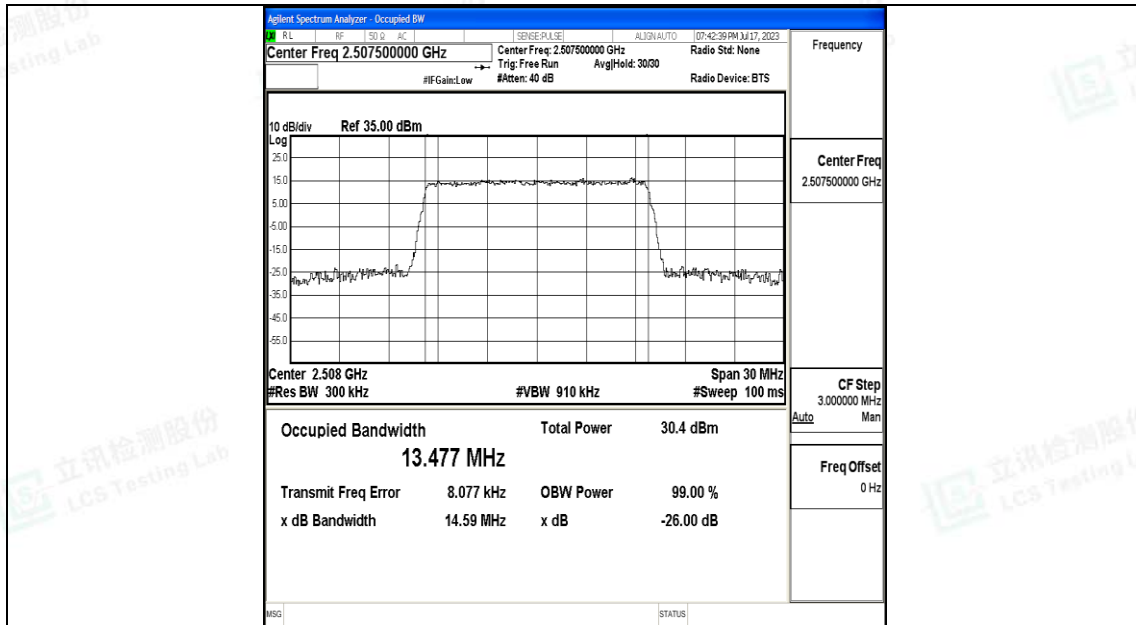 Agilent Spectrum Analyzer - Occupied BW
LXI RL RF 50 Ω AC SENSE:PULSE ALIGN AUTO 07:42:39 PM Jul 17, 2023
Center Freq 2.507500000 GHz
Center Freq: 2.507500000 GHz Radio Std: None
Trig: Free Run Avg|Hold: 30/30
#IFGain:Low #Atten: 40 dB Radio Device: BTS
10 dB/div Ref 35.00 dBm
Log
25.0
15.0
5.00
-5.00
-15.0
-25.0
-35.0
-45.0
-55.0
Center 2.508 GHz Span 30 MHz
#Res BW 300 kHz #VBW 910 kHz #Sweep 100 ms
Occupied Bandwidth Total Power 30.4 dBm
13.477 MHz
Transmit Freq Error 8.077 kHz OBW Power 99.00 %
x dB Bandwidth 14.59 MHz x dB -26.00 dB
MSG STATUS
Frequency
Center Freq
2.507500000 GHz
CF Step
3.000000 MHz
Auto Man
Freq Offset
0 Hz
立讯检测股份
LCS Testing Lab
立讯检测股份
LCS Testing L